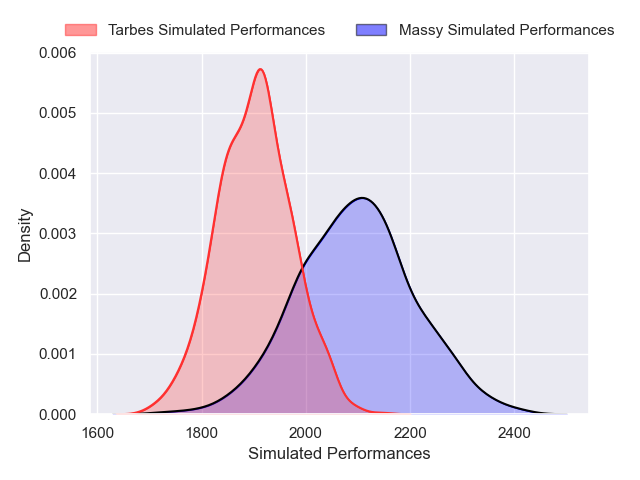 Tarbes Simulated Performances Massy Simulated Performances
0.006
0.005
0.004
0.003
0.002
0.001
0.000
Density
1600 1800 2000 2200 2400
Simulated Performances